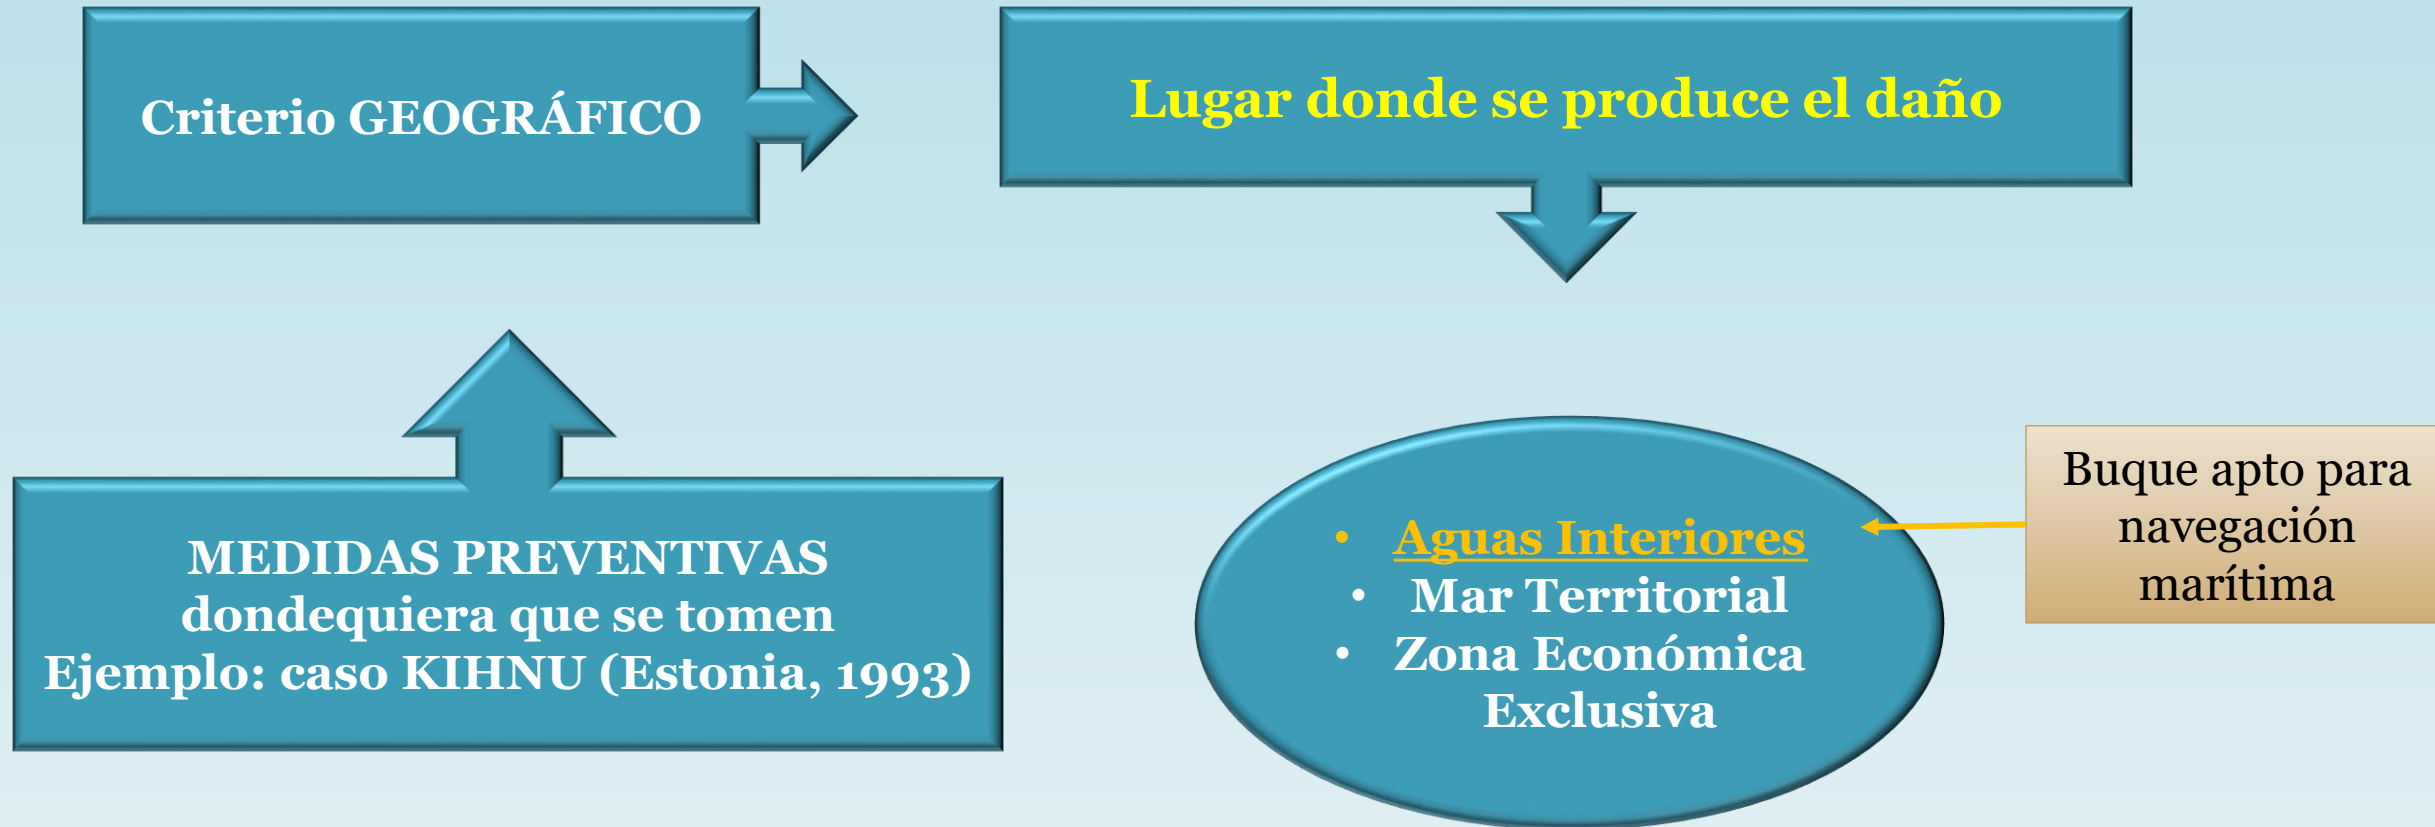 Criterio GEOGRÁFICO
Lugar donde se produce el daño
MEDIDAS PREVENTIVAS
dondequiera que se tomen
Ejemplo: caso KIHNU (Estonia, 1993)
• Aguas Interiores
• Mar Territorial
• Zona Económica
Exclusiva
Buque apto para
navegación
marítima